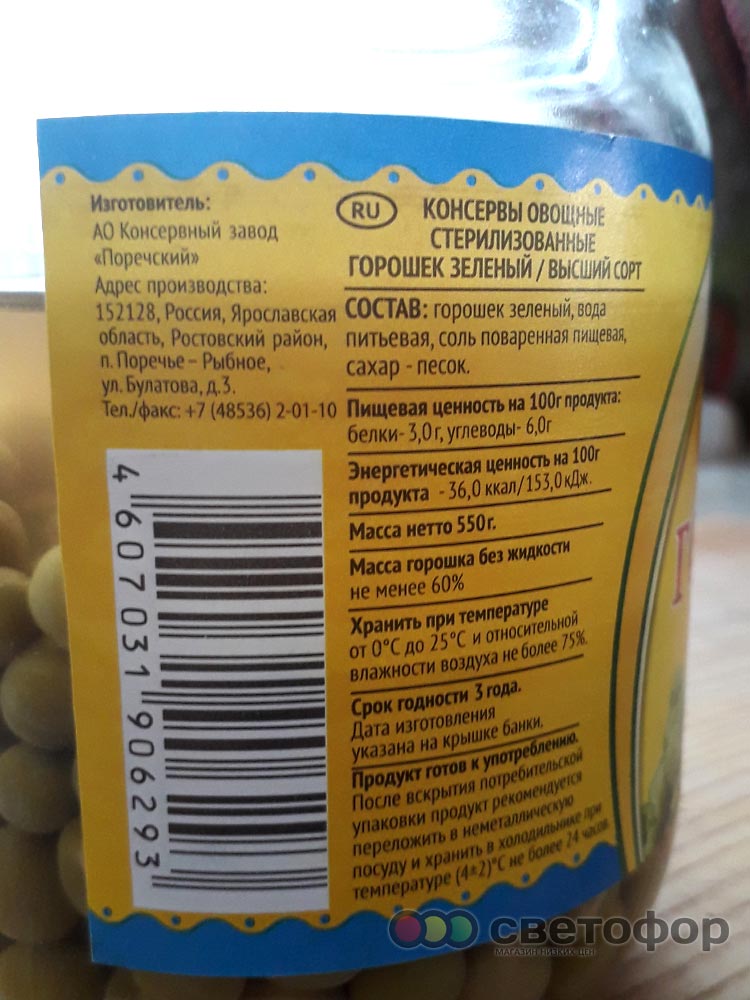 Изготовитель:
АО Консервный завод
«Поречский»
Адрес производства:
152128, Россия, Ярославская
область, Ростовский район,
п. Поречье – Рыбное,
ул. Булатова, д.3.
Тел./факс: +7 (48536) 2-01-10
4 607031 906293
RU
КОНСЕРВЫ ОВОЩНЫЕ
СТЕРИЛИЗОВАННЫЕ
ГОРОШЕК ЗЕЛЕНЫЙ / ВЫСШИЙ СОРТ
СОСТАВ: горошек зеленый, вода
питьевая, соль поваренная пищевая,
сахар - песок.
Пищевая ценность на 100г продукта:
белки- 3,0г, углеводы- 6,0г
Энергетическая ценность на 100г
продукта - 36,0 ккал/153,0 кДж.
Масса нетто 550г.
Масса горошка без жидкости
не менее 60%
Хранить при температуре
от 0°С до 25°С и относительной
влажности воздуха не более 75%.
Срок годности 3 года.
Дата изготовления
указана на крышке банки.
Продукт готов к употреблению.
После вскрытия потребительской
упаковки продукт рекомендуется
переложить в неметаллическую
посуду и хранить в холодильнике при
температуре (4±2)°С не более 24 часов.
светофор
МАГАЗИН НИЗКИХ ЦЕН